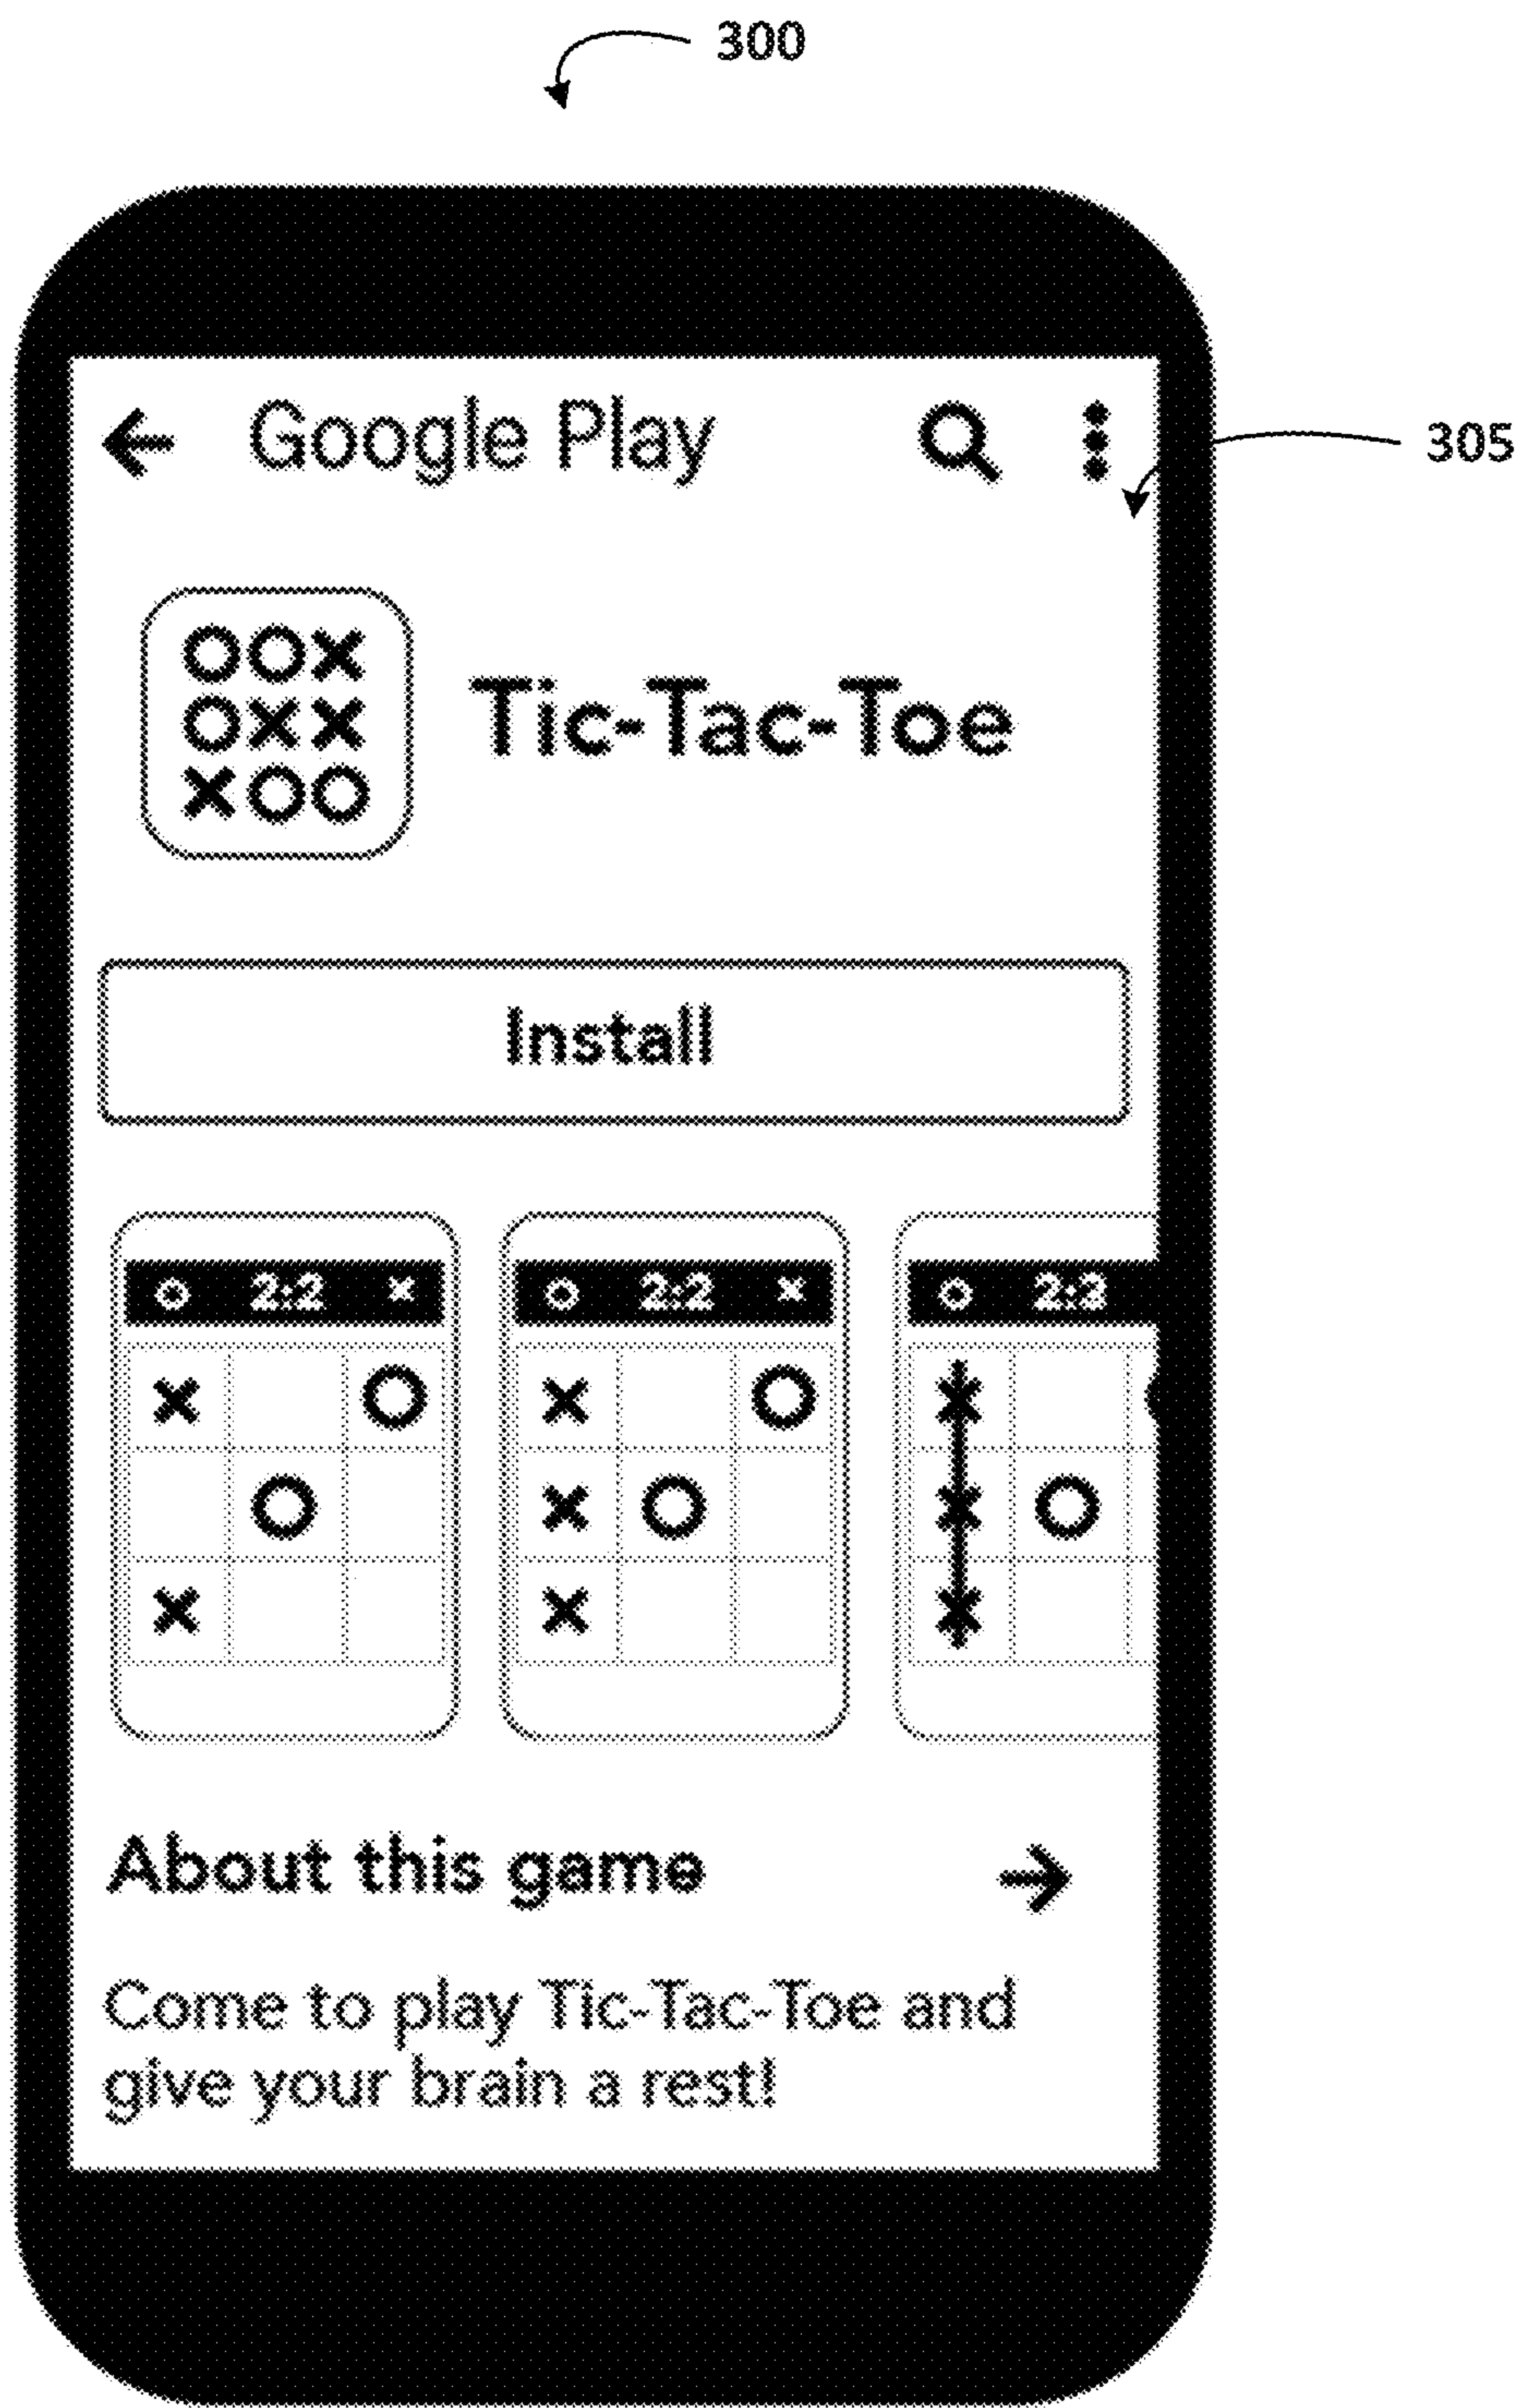 300
Google Play
305
OOX
OXX
XOO
Tic-Tac-Toe
Install
2:2
2:2
2:3
About this game
Come to play Tic-Tac-Toe and
give your brain a rest!